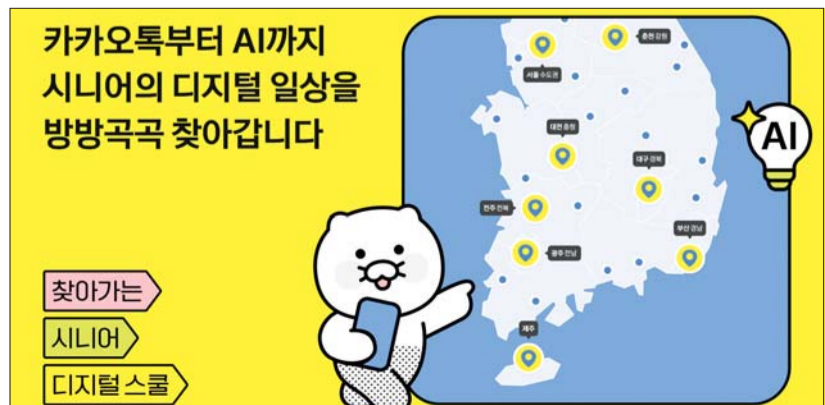 카카오톡부터 AI까지
시니어의 디지털 일상을
방방곡곡 찾아갑니다
춘천·강원
서울·수도권
AI
대전·충청
대구·경북
전주·전북
부산·경남
광주·전남
찾아가는
제주
시니어
디지털 스쿨